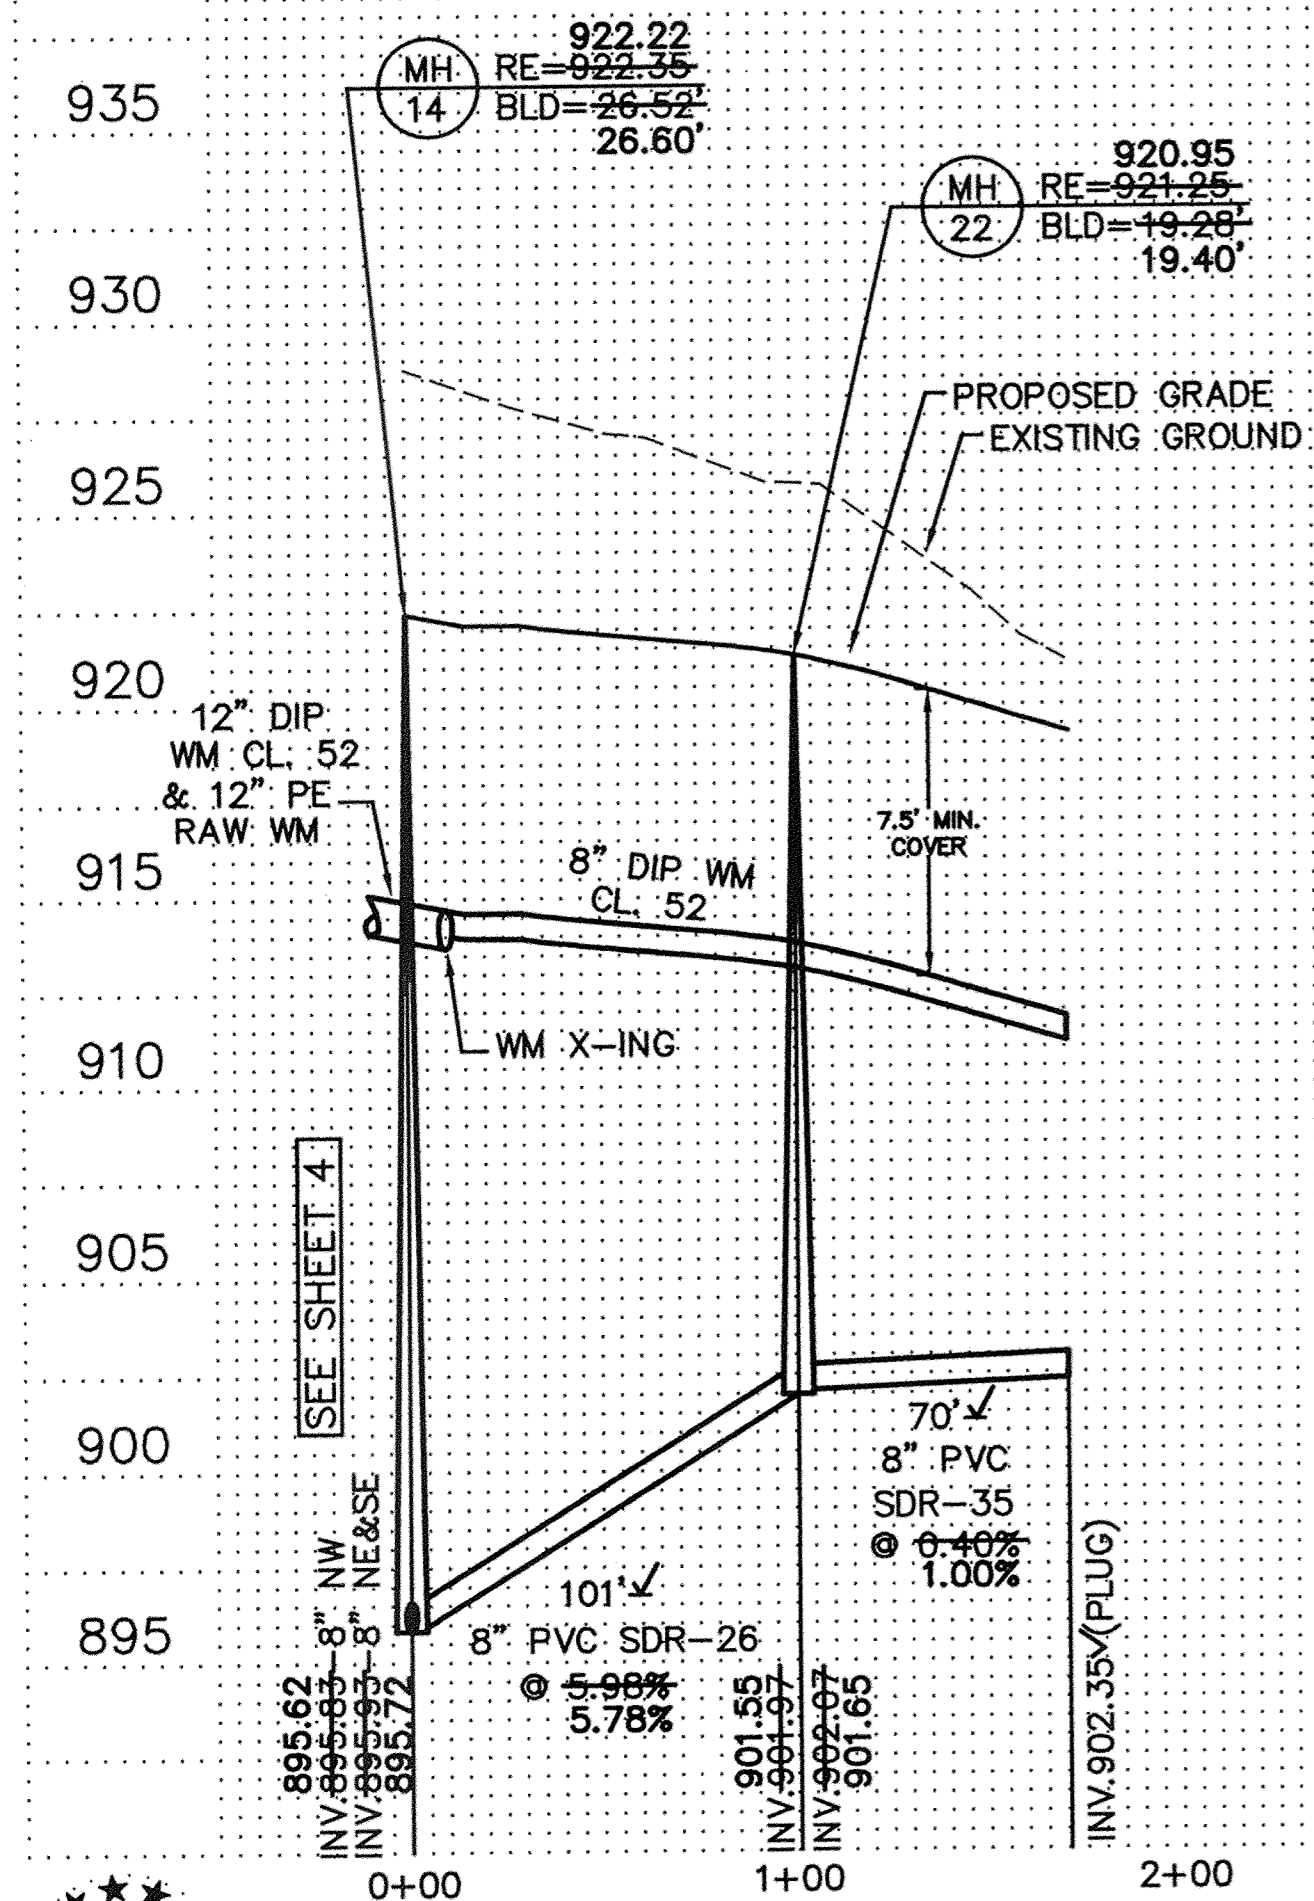 922.22
MH RE=922.35
14 BLD=26.52'
26.60'
935
920.95
MH RE=921.25
22 BLD=19.28'
19.40'
930
PROPOSED GRADE
EXISTING GROUND
925
920
12" DIP
WM CL. 52
& 12" PE
RAW WM
7.5' MIN.
COVER
915
8" DIP WM
CL. 52
WM X-ING
910
SEE SHEET 4
905
900
70'✓
8" PVC
SDR-35
@ 0.40%
1.00%
895
101'✓
8" PVC SDR-26
@ 5.98%
5.78%
895.62
INV.895.83-8" NW
INV.895.93-8" NE&SE
895.72
901.55
INV.901.97
INV.902.07
901.65
INV.902.35✓(PLUG)
0+00
1+00
2+00